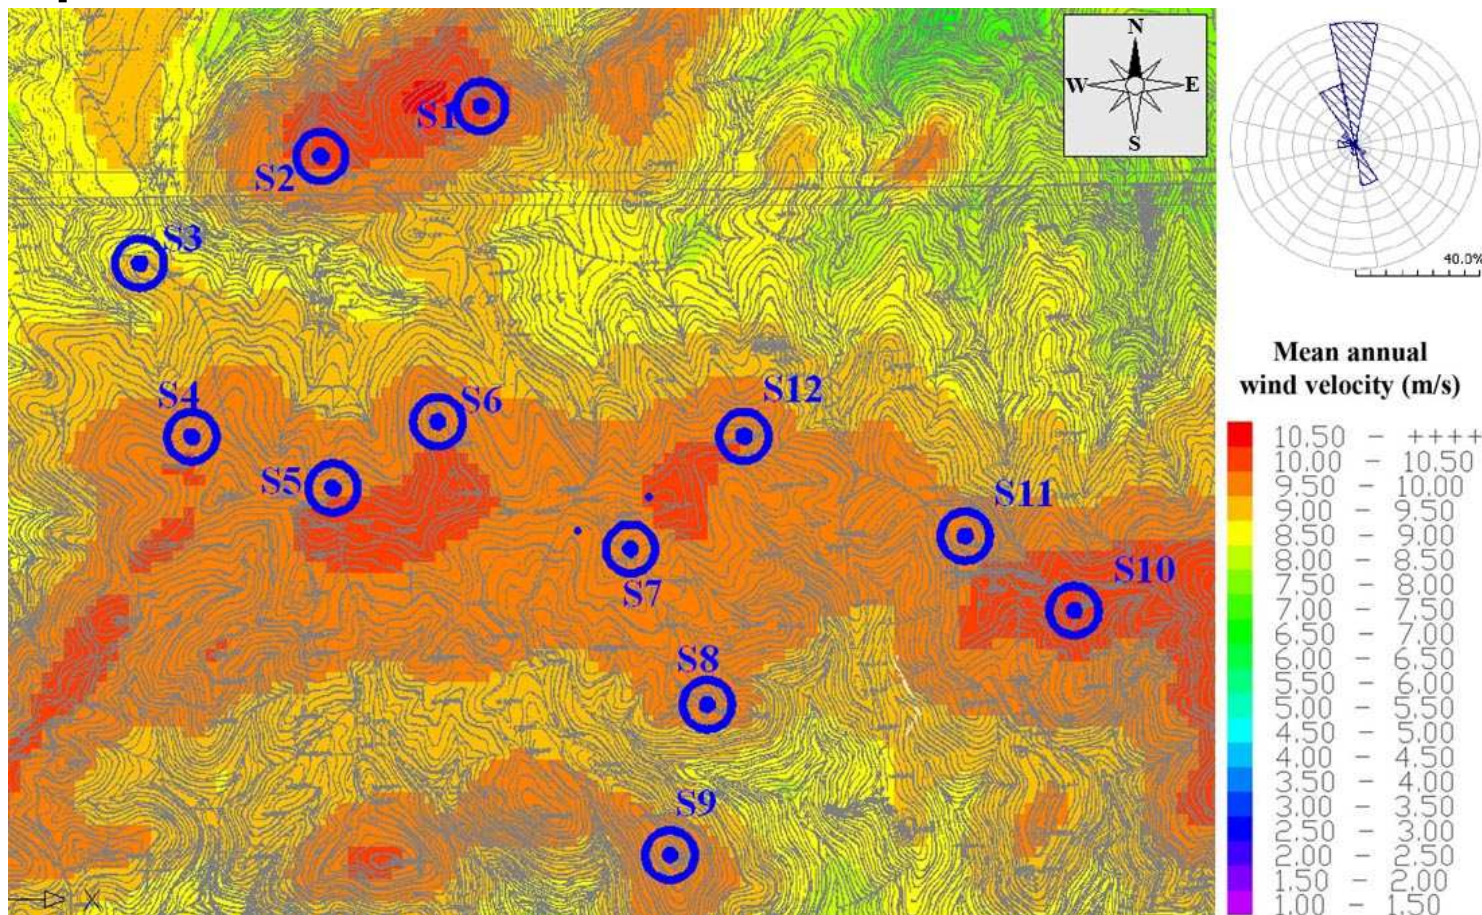 N
W E
S
40.0%
S1
S2
S3
S4
S6
S12
S5
S11
S7
S10
S8
S9
X
Mean annual
wind velocity (m/s)
10.50 - ++++
10.00 - 10.50
9.50 - 10.00
9.00 - 9.50
8.50 - 9.00
8.00 - 8.50
7.50 - 8.00
7.00 - 7.50
6.50 - 7.00
6.00 - 6.50
5.50 - 6.00
5.00 - 5.50
4.50 - 5.00
4.00 - 4.50
3.50 - 4.00
3.00 - 3.50
2.50 - 3.00
2.00 - 2.50
1.50 - 2.00
1.00 - 1.50